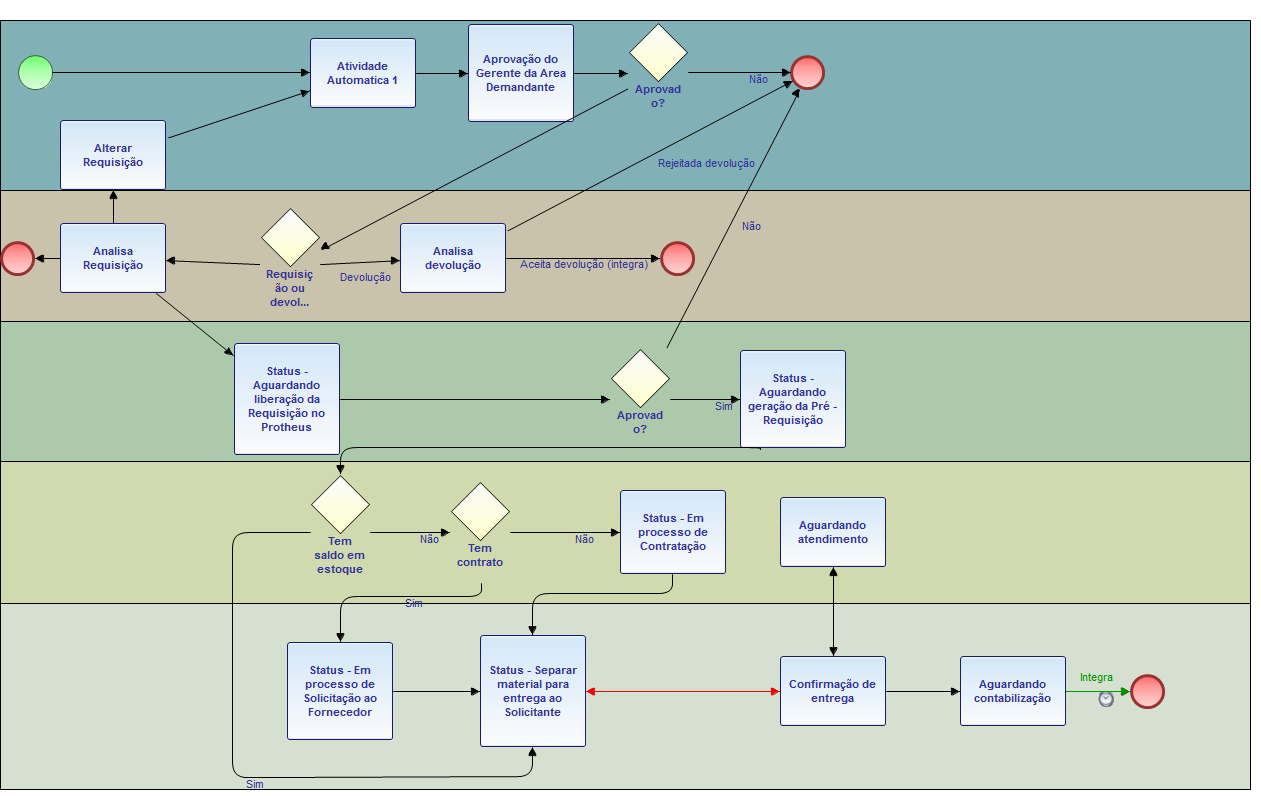 Atividade
Automatica 1
Aprovação do
Gerente da Area
Demandante
Aprovad
o?
Não
Alterar
Requisição
Rejeitada devolução
Não
Analisa
Requisição
Requisiç
ão ou
devol...
Devolução
Analisa
devolução
Aceita devolução (integra)
Status -
Aguardando
liberação da
Requisição no
Protheus
Aprovad
o?
Sim
Status -
Aguardando
geração da Pré -
Requisição
Tem
saldo em
estoque
Não
Tem
contrato
Não
Status - Em
processo de
Contratação
Aguardando
atendimento
Sim
Status - Em
processo de
Solicitação ao
Fornecedor
Status - Separar
material para
entrega ao
Solicitante
Confirmação de
entrega
Aguardando
contabilização
Integra
Sim